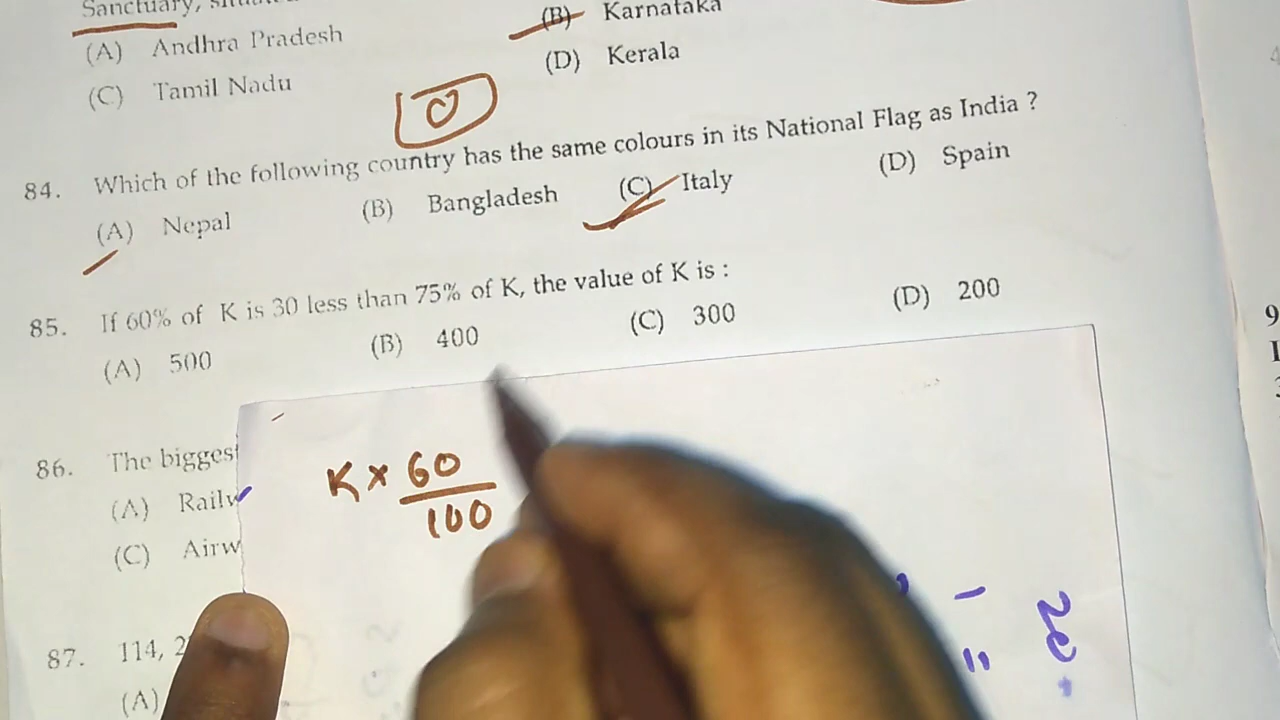 Sanctuary,
(A) Andhra Pradesh (B) Karnataka
(C) Tamil Nadu (D) Kerala
84. Which of the following country has the same colours in its National Flag as India ?
(A) Nepal (B) Bangladesh (C) Italy (D) Spain
85. If 60% of K is 30 less than 75% of K, the value of K is :
(A) 500 (B) 400 (C) 300 (D) 200
86. The biggest
(A)
(C)
K × 60
100
87. 114,
(A)